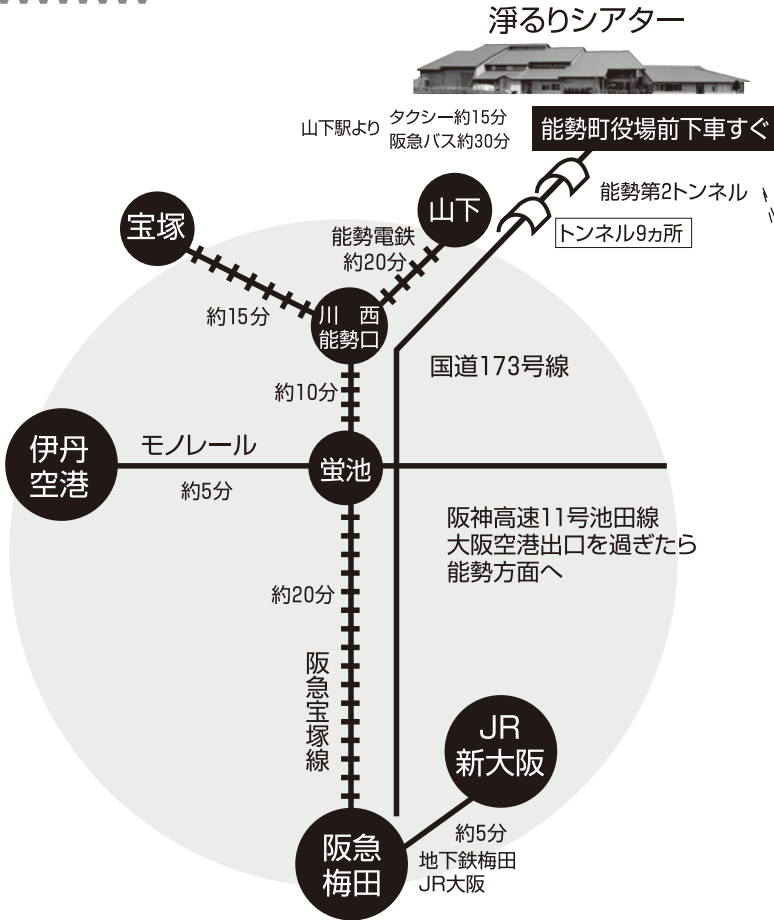 浄るりシアター
山下駅より
タクシー約15分
阪急バス約30分
能勢町役場前下車すぐ
能勢第2トンネル
トンネル9ヵ所
宝塚
山下
能勢電鉄
約20分
約15分
川 西
能勢口
国道173号線
約10分
伊丹
空港
モノレール
約5分
蛍池
阪神高速11号池田線
大阪空港出口を過ぎたら
能勢方面へ
約20分
阪急宝塚線
JR
新大阪
阪急
梅田
約5分
地下鉄梅田
JR大阪